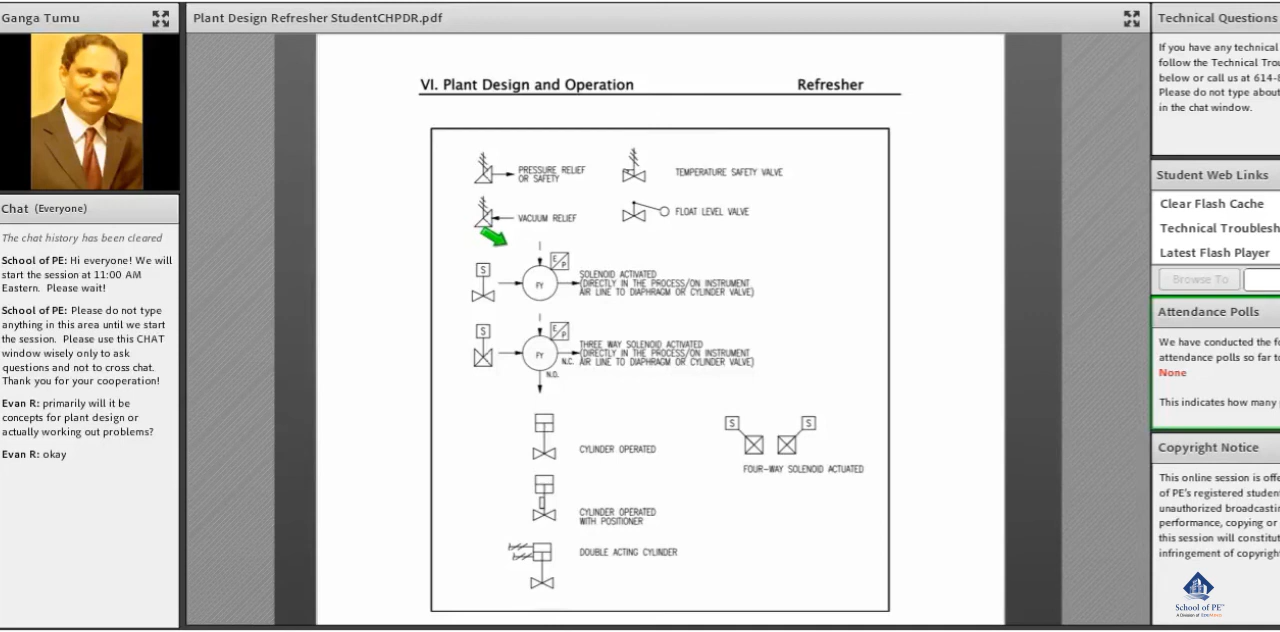 Ganga Tumu
Plant Design Refresher StudentCHPDR.pdf
Chat (Everyone)
The chat history has been cleared
School of PE: Hi everyone! We will
start the session at 11:00 AM
Eastern. Please wait!
School of PE: Please do not type
anything in this area until we start
the session. Please use this CHAT
window wisely only to ask
questions and not to cross chat.
Thank you for your cooperation!
Evan R: primarily will it be
concepts for plant design or
actually working out problems?
Evan R: okay
VI. Plant Design and Operation Refresher
PRESSURE RELIEF
OR SAFETY
TEMPERATURE SAFETY VALVE
VACUUM RELIEF
FLOAT LEVEL VALVE
S
E/P
FY
SOLENOID ACTIVATED
(DIRECTLY IN THE PROCESS/ON INSTRUMENT
AIR LINE TO DIAPHRAGM OR CYLINDER VALVE)
S
E/P
FY
N.C.
N.O.
THREE WAY SOLENOID ACTIVATED
(DIRECTLY IN THE PROCESS/ON INSTRUMENT
AIR LINE TO DIAPHRAGM OR CYLINDER VALVE)
CYLINDER OPERATED
S S
FOUR-WAY SOLENOID ACTUATED
CYLINDER OPERATED
WITH POSITIONER
DOUBLE ACTING CYLINDER
Technical Questions
If you have any technical
follow the Technical Trou
below or call us at 614-8
Please do not type about
in the chat window.
Student Web Links
Clear Flash Cache
Technical Troublesh
Latest Flash Player
Browse To
Attendance Polls
We have conducted the fo
attendance polls so far to
None
This indicates how many
Copyright Notice
This online session is offe
of PE's registered student
unauthorized broadcastin
performance, copying or
this session will constitut
infringement of copyright
School of PE